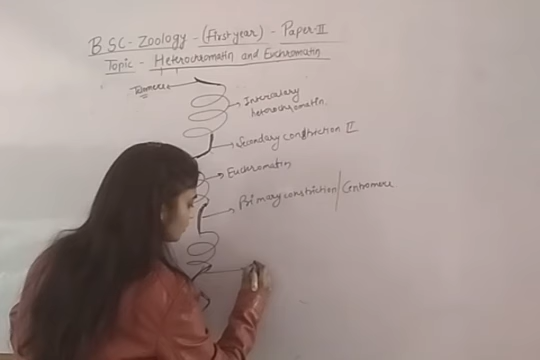 BSC - Zoology - (First year) - Paper - II
Topic - Heterochromatin and Euchromatin
Telomere
Intercalary
heterochromatin.
Secondary constriction II
Euchromatin
Primary constriction / Centromere